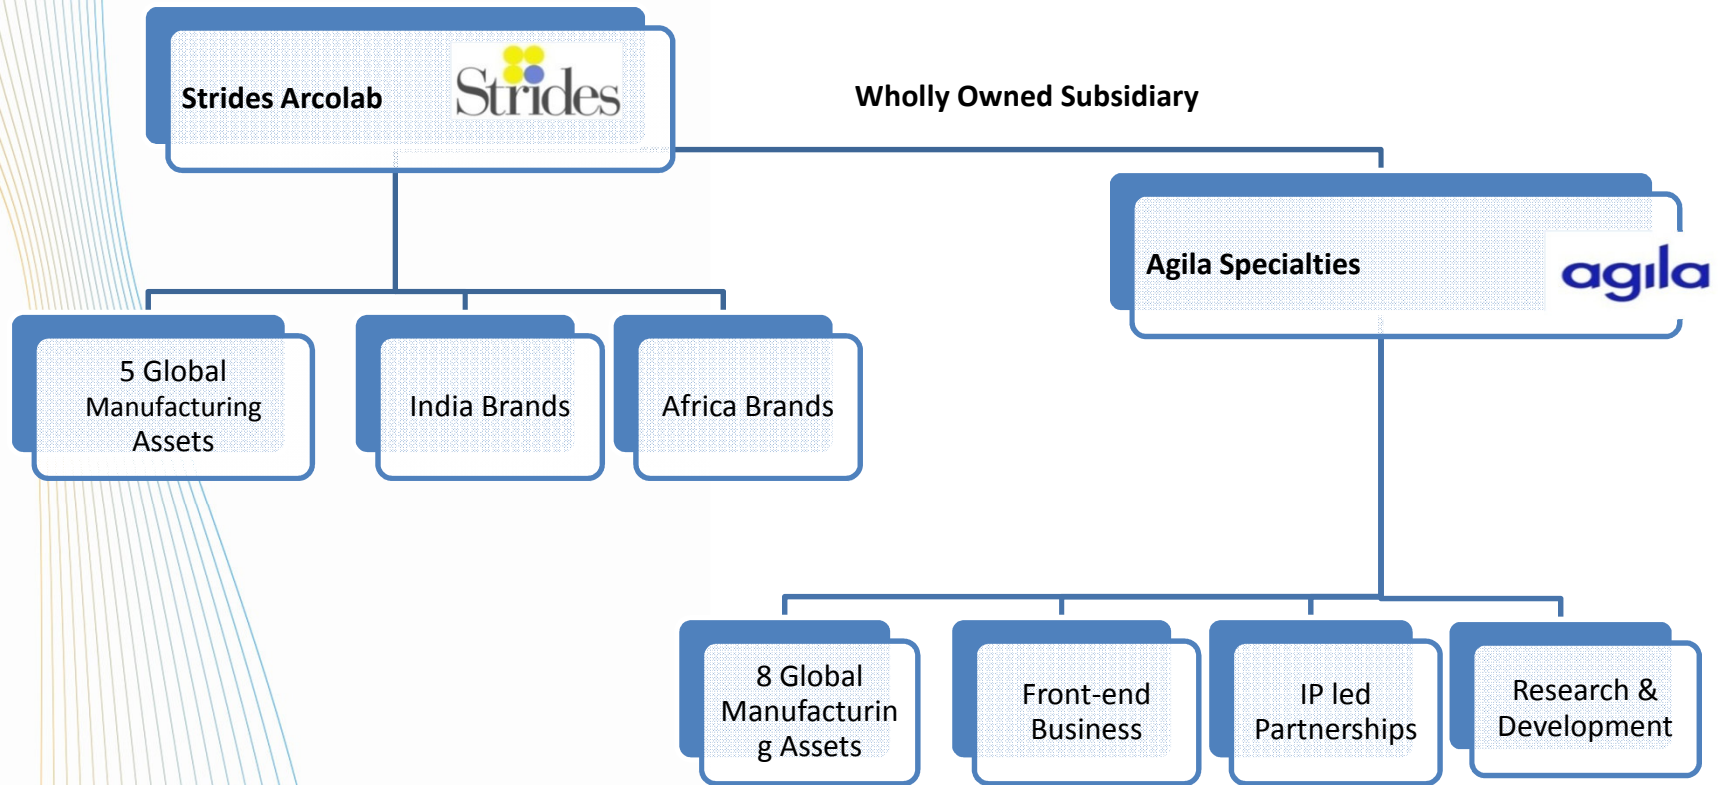 Strides Arcolab
Strides
Wholly Owned Subsidiary
Agila Specialties
agila
5 Global
Manufacturing
Assets
India Brands
Africa Brands
8 Global
Manufacturin
g Assets
Front-end
Business
IP led
Partnerships
Research &
Development